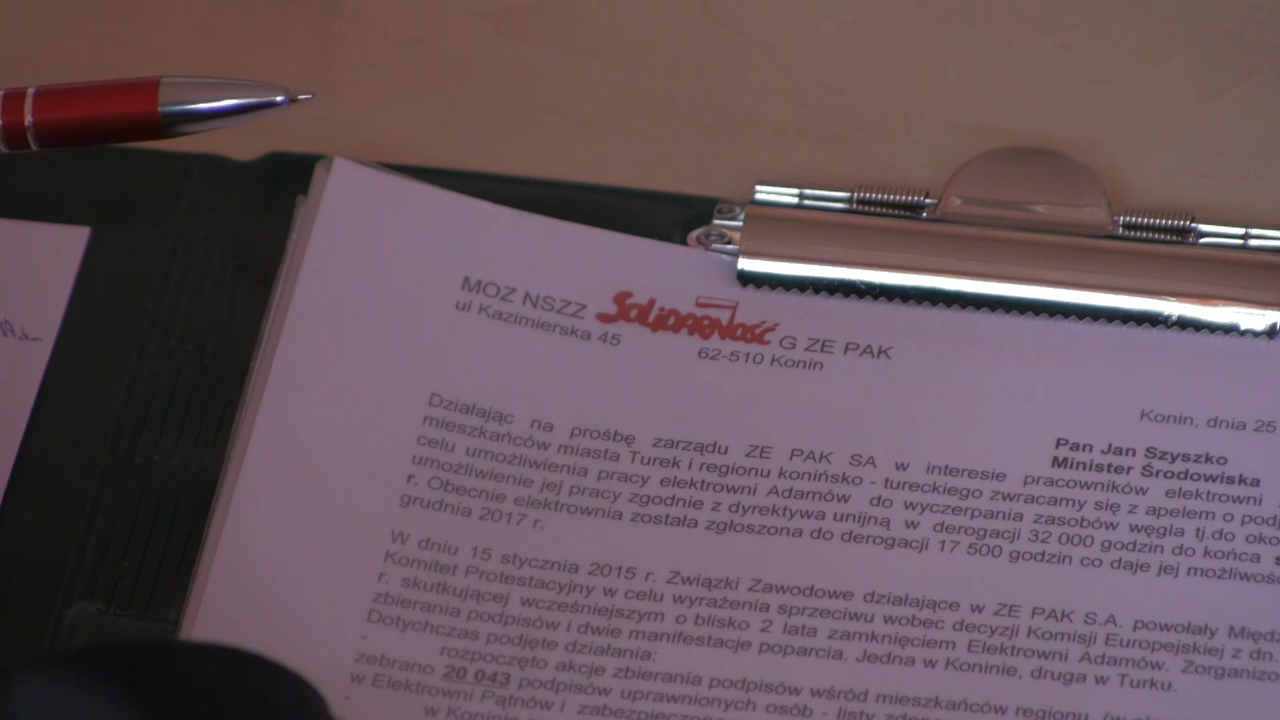 MOZ NSZZ Solidarność G ZE PAK
ul Kazimierska 45 62-510 Konin
Konin, dnia 25
Pan Jan Szyszko
Minister Środowiska
Działając na prośbę zarządu ZE PAK SA w interesie pracowników elektrowni
mieszkańców miasta Turek i regionu konińsko - tureckiego zwracamy się z apelem o
celu umożliwienia pracy elektrowni Adamów do wyczerpania zasobów węgla tj.do
umożliwienie jej pracy zgodnie z dyrektywa unijną w derogacji 32 000 godzin do końca
r. Obecnie elektrownia została zgłoszona do derogacji 17 500 godzin co daje jej
grudnia 2017 r.
W dniu 15 stycznia 2015 r. Związki Zawodowe działające w ZE PAK S.A. powołały
Komitet Protestacyjny w celu wyrażenia sprzeciwu wobec decyzji Komisji Europejskiej z dn.
r. skutkującej wcześniejszym o blisko 2 lata zamknięciem Elektrowni Adamów.
zbierania podpisów i dwie manifestacje poparcia. Jedna w Koninie, druga w Turku.
Dotychczas podjęte działania:
- rozpoczęto akcje zbierania podpisów wśród mieszkańców regionu
zebrano 20 043 podpisów uprawnionych osób - listy
w Elektrowni Pątnów i
- w Koninie